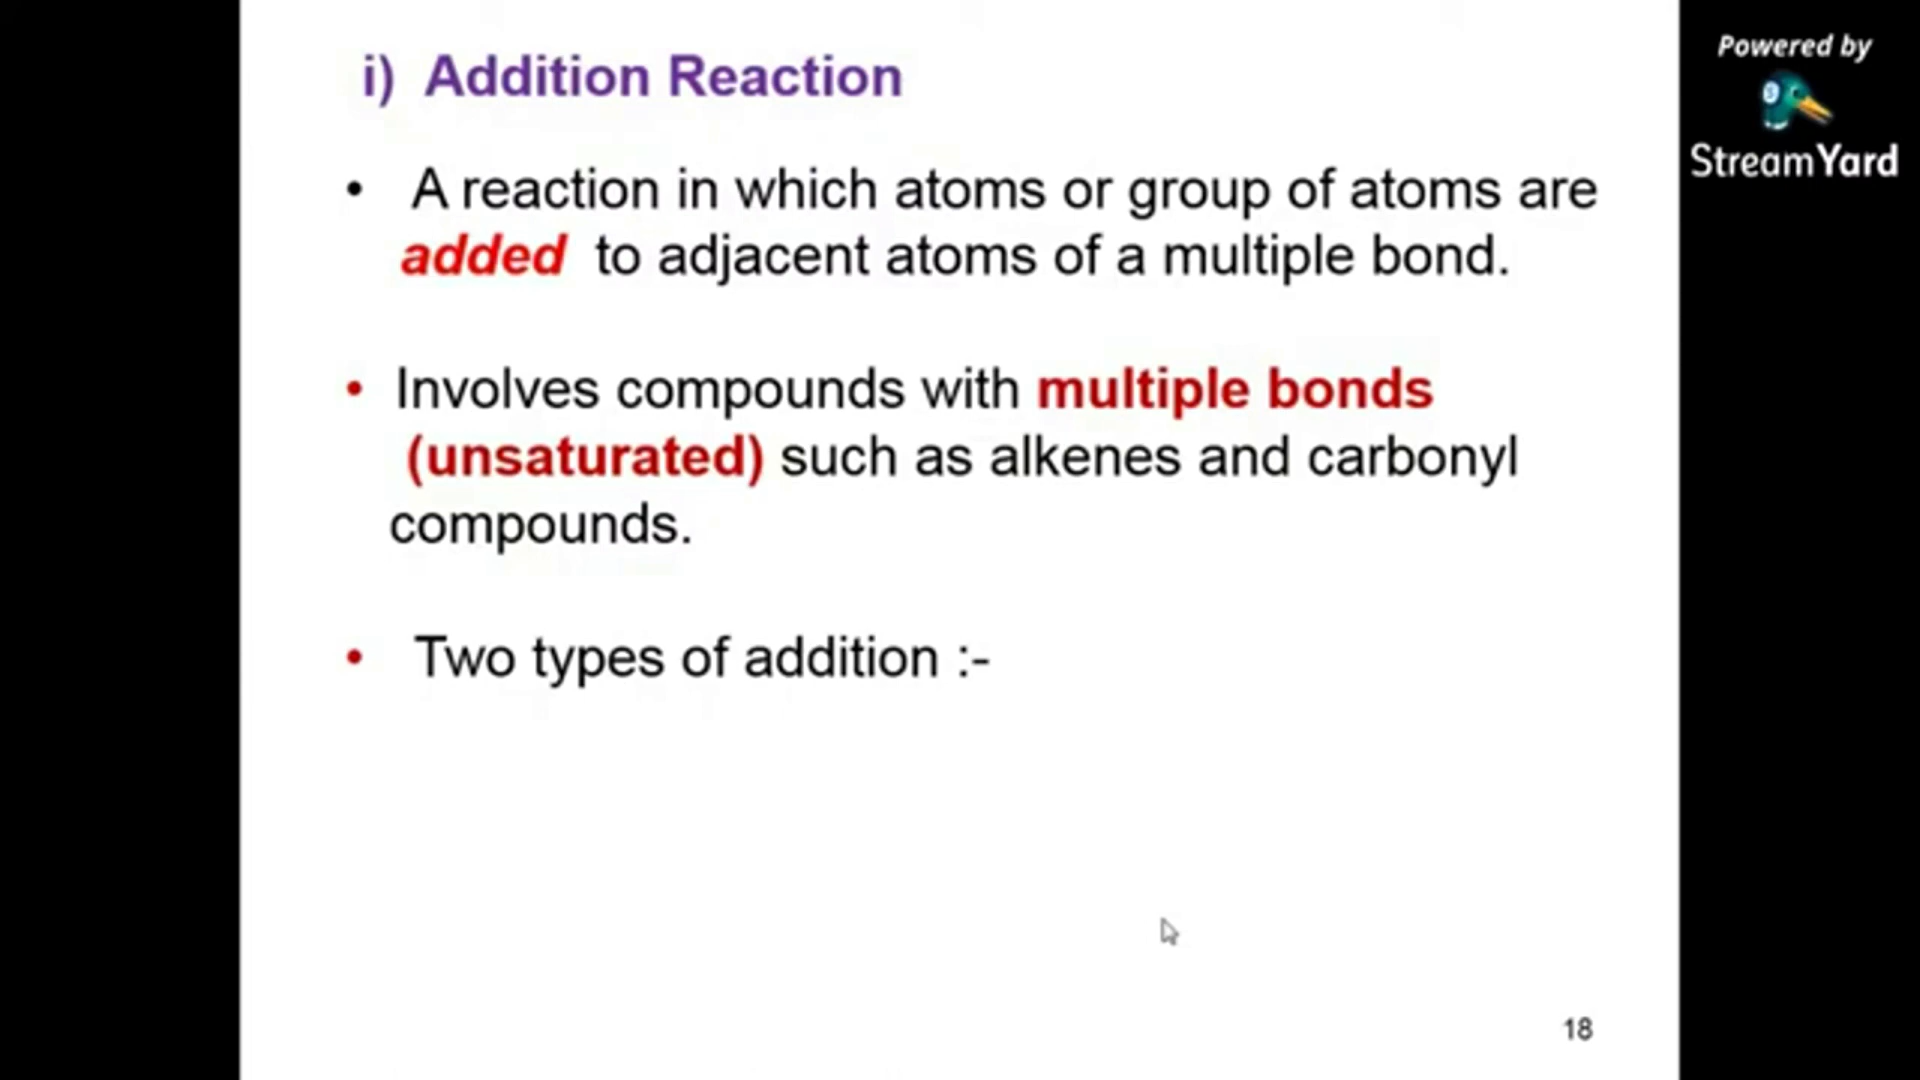 i) Addition Reaction
• A reaction in which atoms or group of atoms are
added to adjacent atoms of a multiple bond.
• Involves compounds with multiple bonds
(unsaturated) such as alkenes and carbonyl
compounds.
• Two types of addition :-
18
Powered by
StreamYard